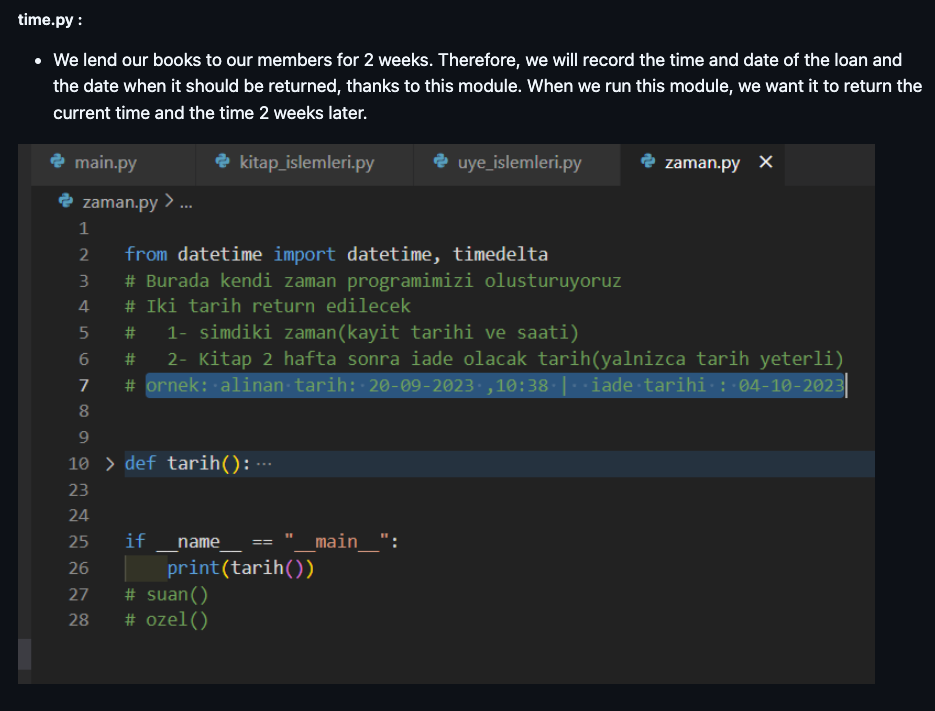 time.py :
• We lend our books to our members for 2 weeks. Therefore, we will record the time and date of the loan and
the date when it should be returned, thanks to this module. When we run this module, we want it to return the
current time and the time 2 weeks later.
main.py kitap_islemleri.py uye_islemleri.py zaman.py ✕
zaman.py > ...
1
2 from datetime import datetime, timedelta
3 # Burada kendi zaman programimizi olusturuyoruz
4 # Iki tarih return edilecek
5 #   1- simdiki zaman(kayit tarihi ve saati)
6 #   2- Kitap 2 hafta sonra iade olacak tarih(yalnizca tarih yeterli)
7 # ornek: alinan tarih: 20-09-2023 ,10:38 |  iade tarihi : 04-10-2023
8
9
10 > def tarih(): ...
23
24
25 if __name__ == "__main__":
26     print(tarih())
27 # suan()
28 # ozel()